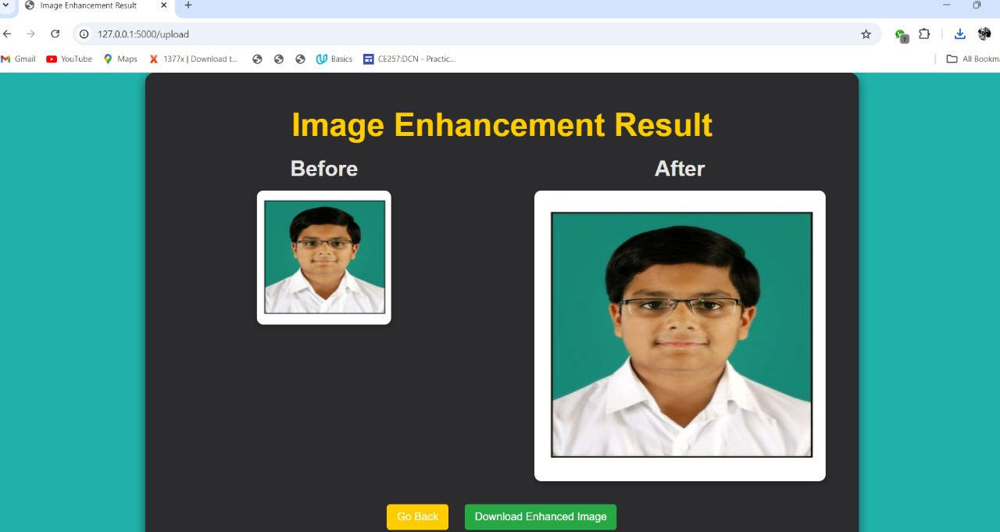 Image Enhancement Result
127.0.0.1:5000/upload
Gmail YouTube Maps 1377x | Download t... Basics CE257:DCN - Practic... All Bookma
Image Enhancement Result
Before After
Go Back Download Enhanced Image